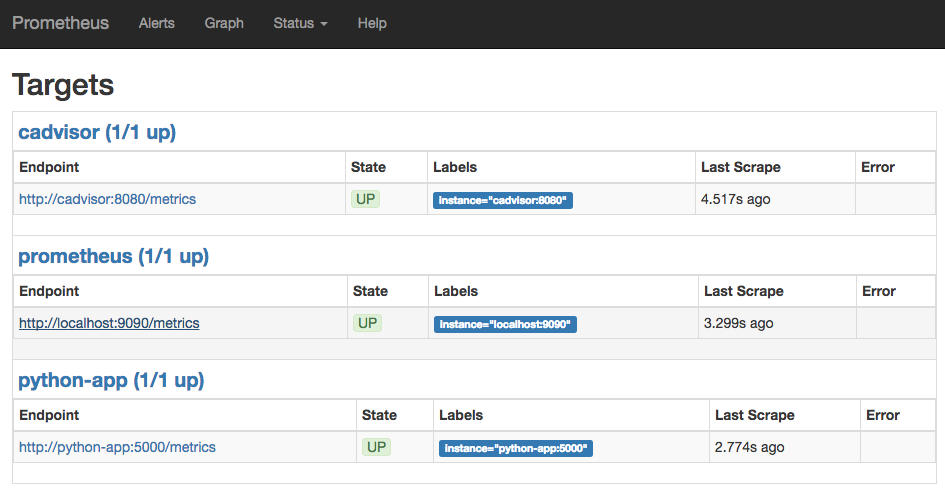 Prometheus Alerts Graph Status Help
Targets
cadvisor (1/1 up)
Endpoint State Labels Last Scrape Error
http://cadvisor:8080/metrics UP instance="cadvisor:8080" 4.517s ago
prometheus (1/1 up)
Endpoint State Labels Last Scrape Error
http://localhost:9090/metrics UP instance="localhost:9090" 3.299s ago
python-app (1/1 up)
Endpoint State Labels Last Scrape Error
http://python-app:5000/metrics UP instance="python-app:5000" 2.774s ago